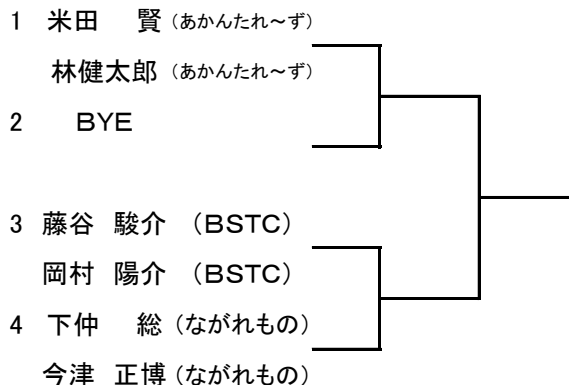 1 米田 賢 (あかんたれ～ず)
林健太郎 (あかんたれ～ず)
2 BYE
3 藤谷 駿介 (BSTC)
岡村 陽介 (BSTC)
4 下仲 総 (ながれもの)
今津 正博 (ながれもの)